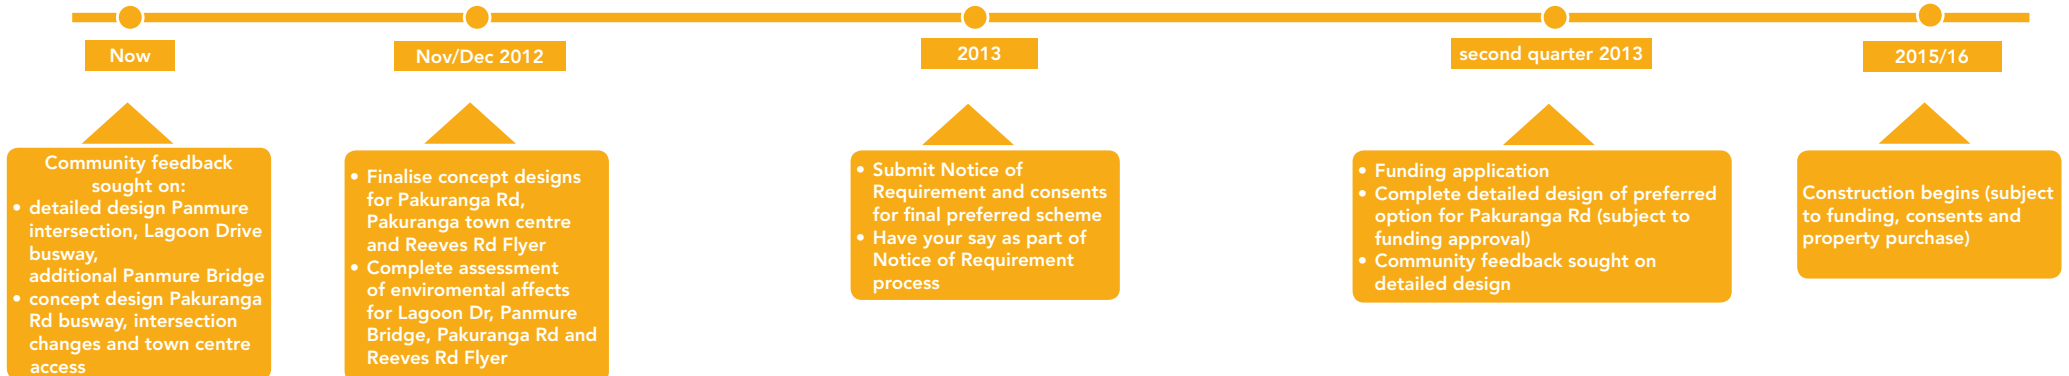 Now
Nov/Dec 2012
2013
second quarter 2013
2015/16
Community feedback
sought on:
• detailed design Panmure
intersection, Lagoon Drive
busway,
additional Panmure Bridge
• concept design Pakuranga
Rd busway, intersection
changes and town centre
access
• Finalise concept designs
for Pakuranga Rd,
Pakuranga town centre
and Reeves Rd Flyer
• Complete assessment
of enviromental affects
for Lagoon Dr, Panmure
Bridge, Pakuranga Rd and
Reeves Rd Flyer
• Submit Notice of
Requirement and consents
for final preferred scheme
• Have your say as part of
Notice of Requirement
process
• Funding application
• Complete detailed design of preferred
option for Pakuranga Rd (subject to
funding approval)
• Community feedback sought on
detailed design
Construction begins (subject
to funding, consents and
property purchase)